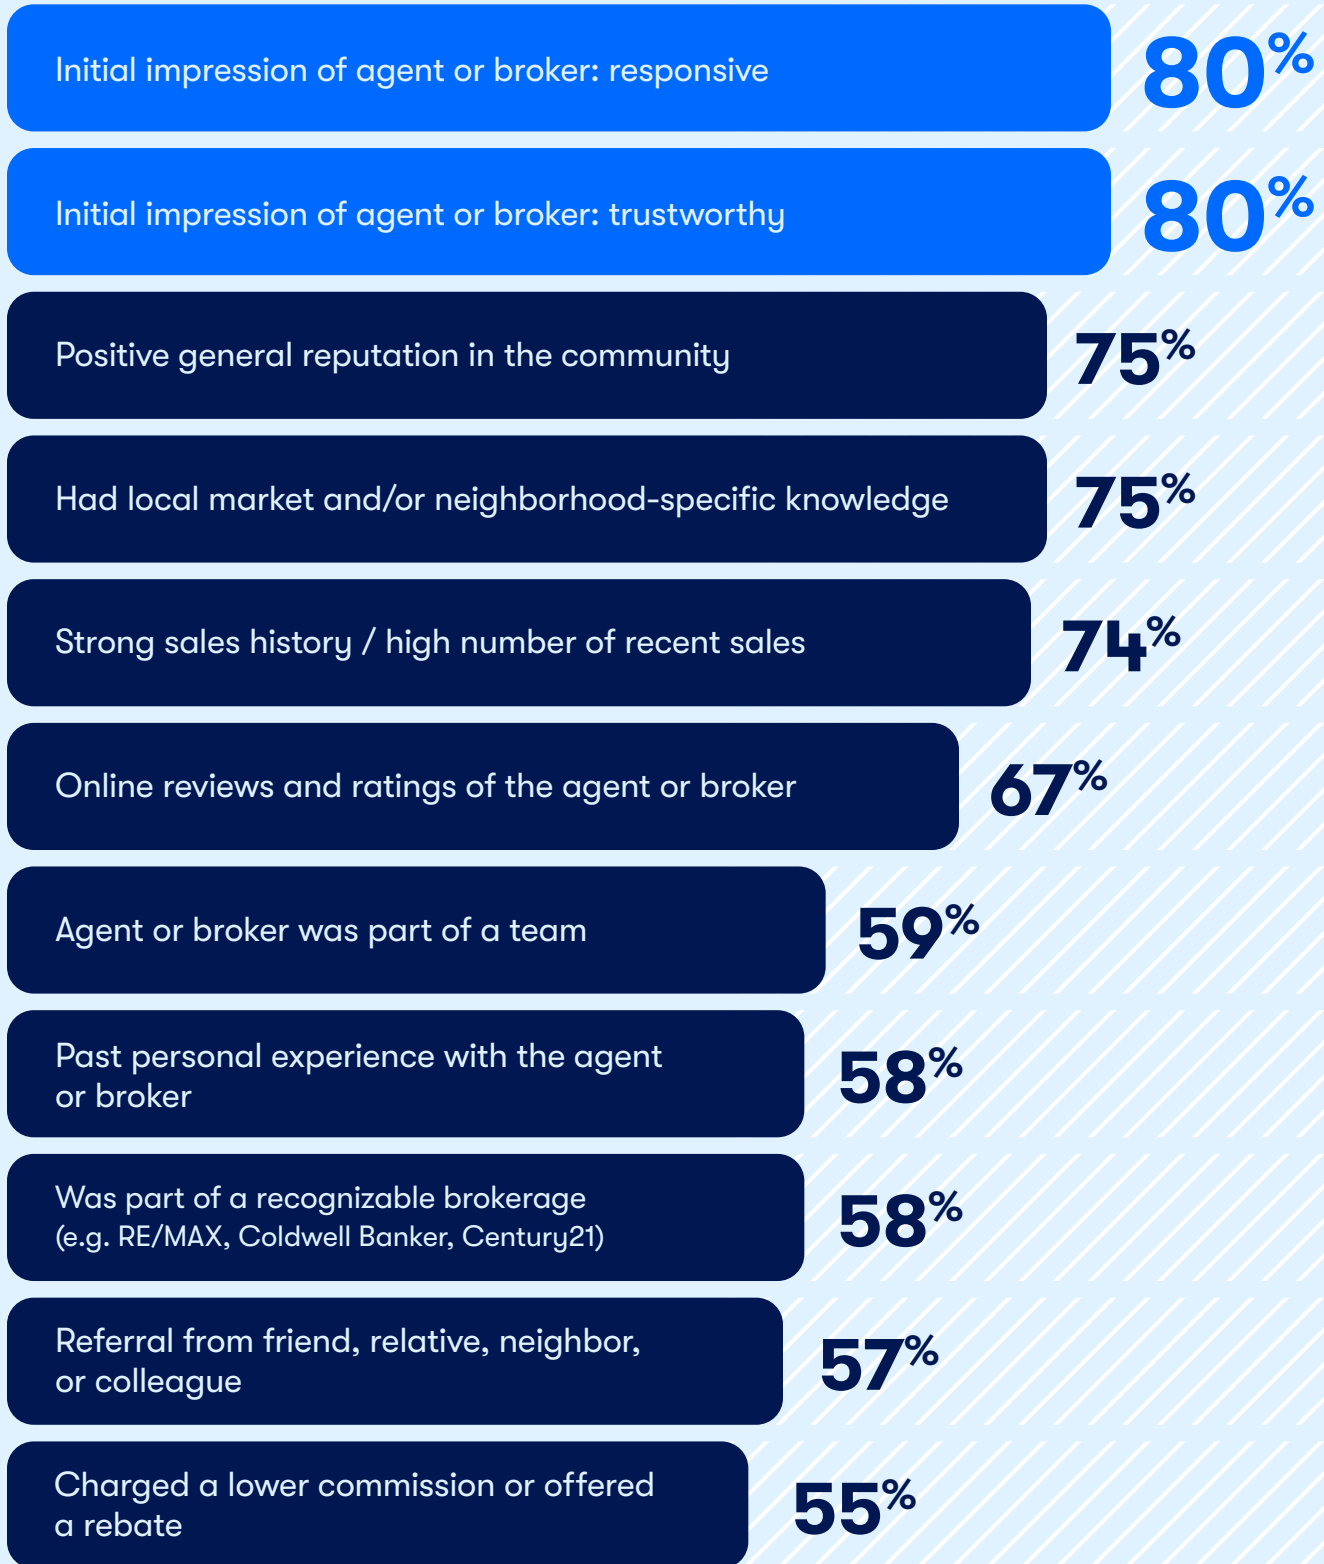 Initial impression of agent or broker: responsive 80%
Initial impression of agent or broker: trustworthy 80%
Positive general reputation in the community 75%
Had local market and/or neighborhood-specific knowledge 75%
Strong sales history / high number of recent sales 74%
Online reviews and ratings of the agent or broker 67%
Agent or broker was part of a team 59%
Past personal experience with the agent
or broker 58%
Was part of a recognizable brokerage
(e.g. RE/MAX, Coldwell Banker, Century21) 58%
Referral from friend, relative, neighbor,
or colleague 57%
Charged a lower commission or offered
a rebate 55%